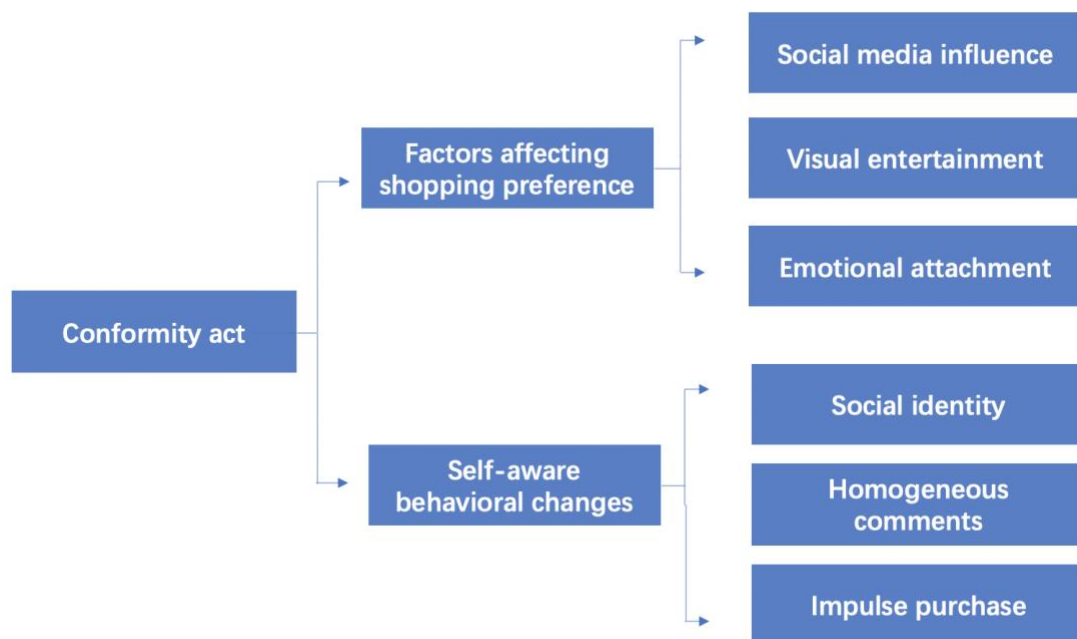 Conformity act
Factors affecting
shopping preference
Social media influence
Visual entertainment
Emotional attachment
Self-aware
behavioral changes
Social identity
Homogeneous
comments
Impulse purchase